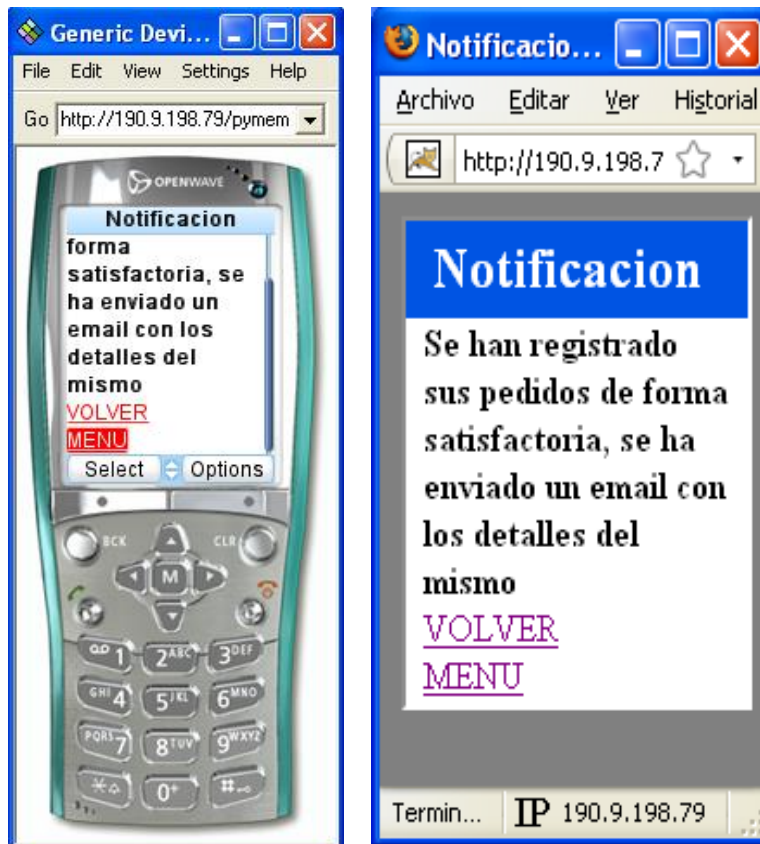 Generic Devi...
File Edit View Settings Help
Go http://190.9.198.79/pymem
OPENWAVE
Notificacion
forma
satisfactoria, se
ha enviado un
email con los
detalles del
mismo
VOLVER
MENU
Select Options
BCK CLR
M
1 2ABC 3DEF
GHI4 5JKL 6MNO
PQRS7 8TUV 9WXYZ
0+ #
Notificacio...
Archivo Editar Ver Historial
http://190.9.198.7
Notificacion
Se han registrado
sus pedidos de forma
satisfactoria, se ha
enviado un email con
los detalles del
mismo
VOLVER
MENU
Termin... IP 190.9.198.79